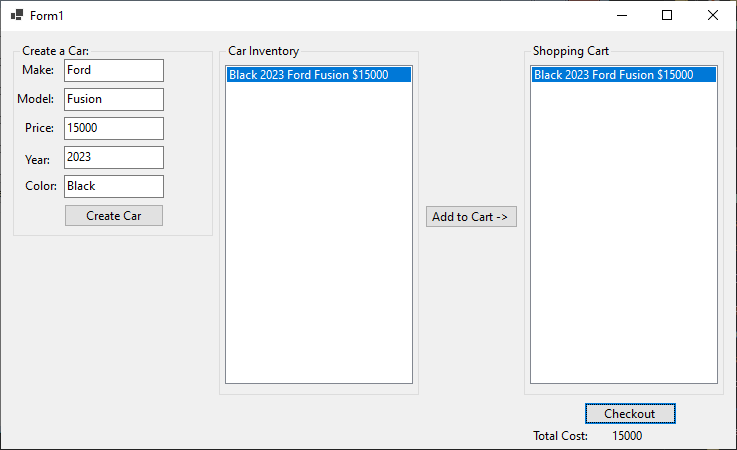 Form1
Create a Car:
Make: Ford
Model: Fusion
Price: 15000
Year: 2023
Color: Black
Create Car
Car Inventory
Black 2023 Ford Fusion $15000
Add to Cart ->
Shopping Cart
Black 2023 Ford Fusion $15000
Checkout
Total Cost: 15000